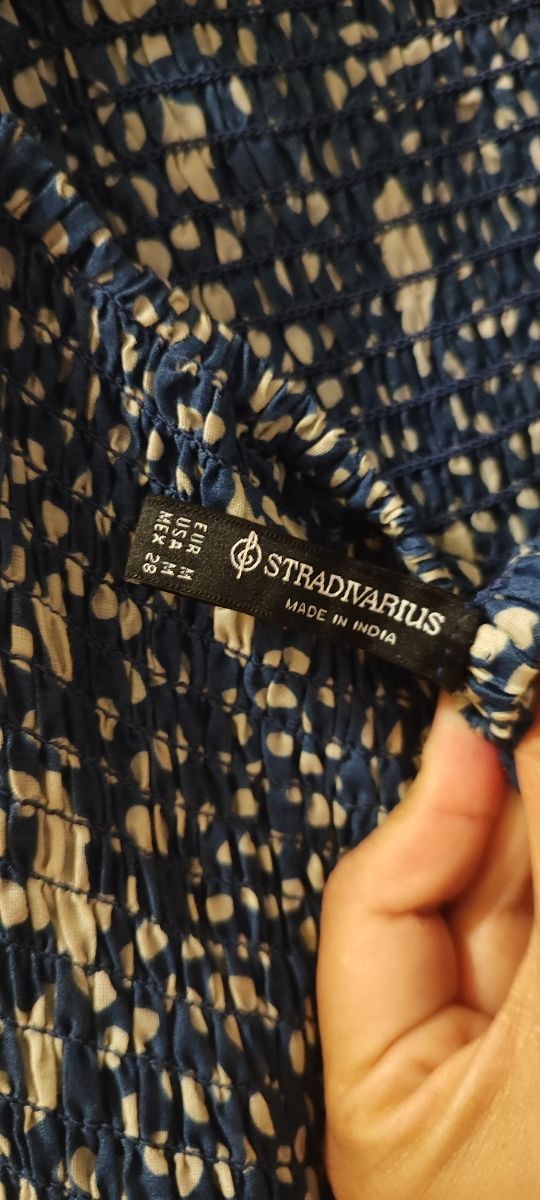 STRADIVARIUS
MADE IN INDIA
EUR M
USA M
MEX 28